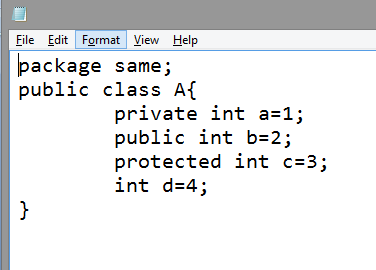 File Edit Format View Help
package same;
public class A{
private int a=1;
public int b=2;
protected int c=3;
int d=4;
}